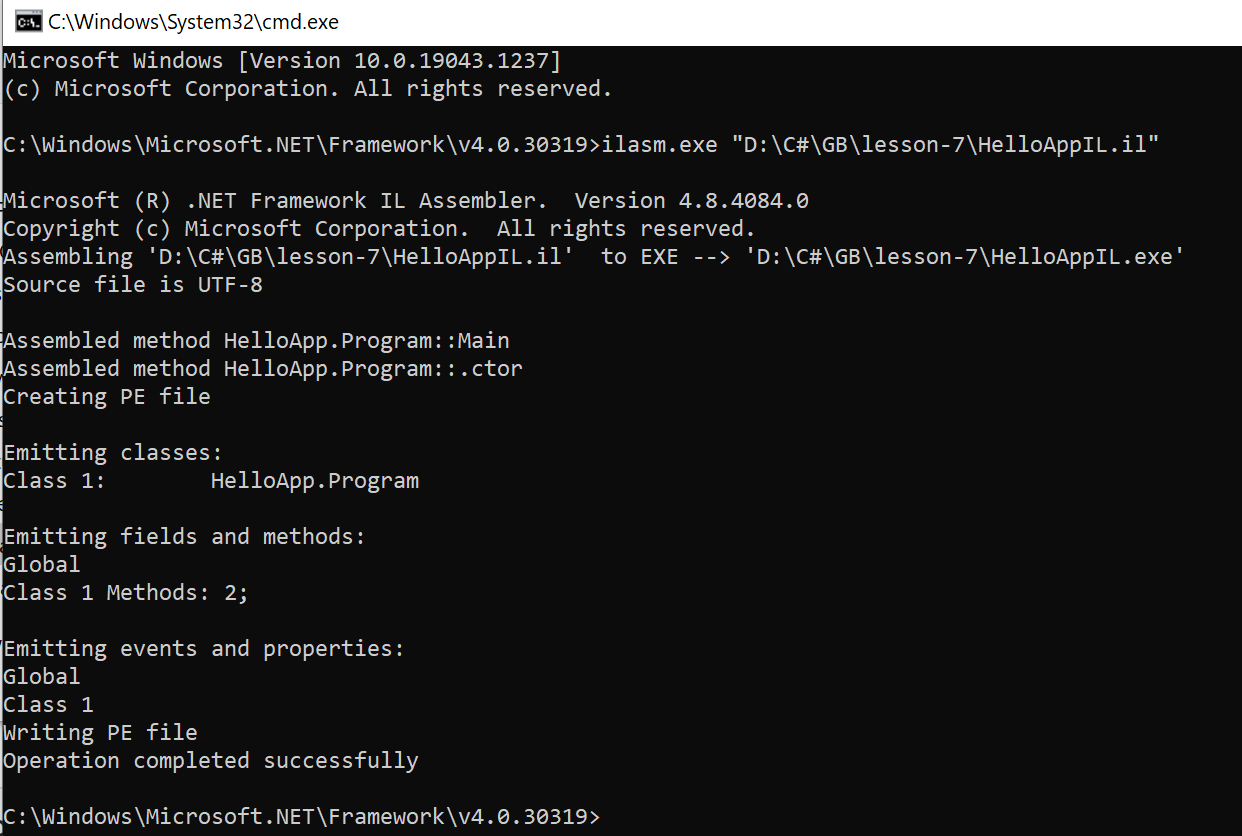 C:\Windows\System32\cmd.exe
Microsoft Windows [Version 10.0.19043.1237]
(c) Microsoft Corporation. All rights reserved.
C:\Windows\Microsoft.NET\Framework\v4.0.30319>ilasm.exe "D:\C#\GB\lesson-7\HelloAppIL.il"
Microsoft (R) .NET Framework IL Assembler.  Version 4.8.4084.0
Copyright (c) Microsoft Corporation.  All rights reserved.
Assembling 'D:\C#\GB\lesson-7\HelloAppIL.il'  to EXE --> 'D:\C#\GB\lesson-7\HelloAppIL.exe'
Source file is UTF-8
Assembled method HelloApp.Program::Main
Assembled method HelloApp.Program::.ctor
Creating PE file
Emitting classes:
Class 1:        HelloApp.Program
Emitting fields and methods:
Global
Class 1 Methods: 2;
Emitting events and properties:
Global
Class 1
Writing PE file
Operation completed successfully
C:\Windows\Microsoft.NET\Framework\v4.0.30319>